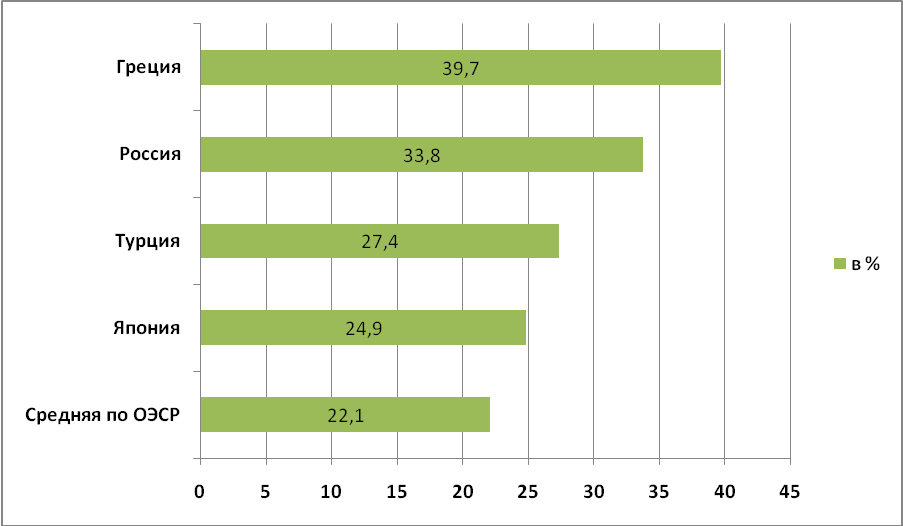 Греция
39,7
Россия
33,8
Турция
27,4
Япония
24,9
Средняя по ОЭСР
22,1
в %
0 5 10 15 20 25 30 35 40 45